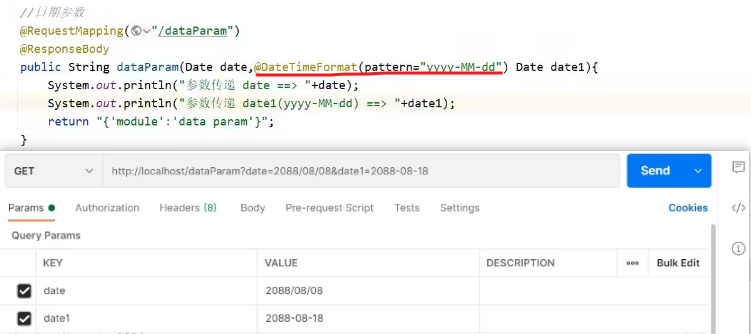 //日期参数
@RequestMapping("/dataParam")
@ResponseBody
public String dataParam(Date date,@DateTimeFormat(pattern="yyyy-MM-dd") Date date1){
System.out.println("参数传递 date ==> "+date);
System.out.println("参数传递 date1(yyyy-MM-dd) ==> "+date1);
return "{'module':'data param'}";
}
GET http://localhost/dataParam?date=2088/08/08&date1=2088-08-18 Send
Params Authorization Headers (8) Body Pre-request Script Tests Settings Cookies
Query Params
KEY VALUE DESCRIPTION ooo Bulk Edit
date 2088/08/08
date1 2088-08-18